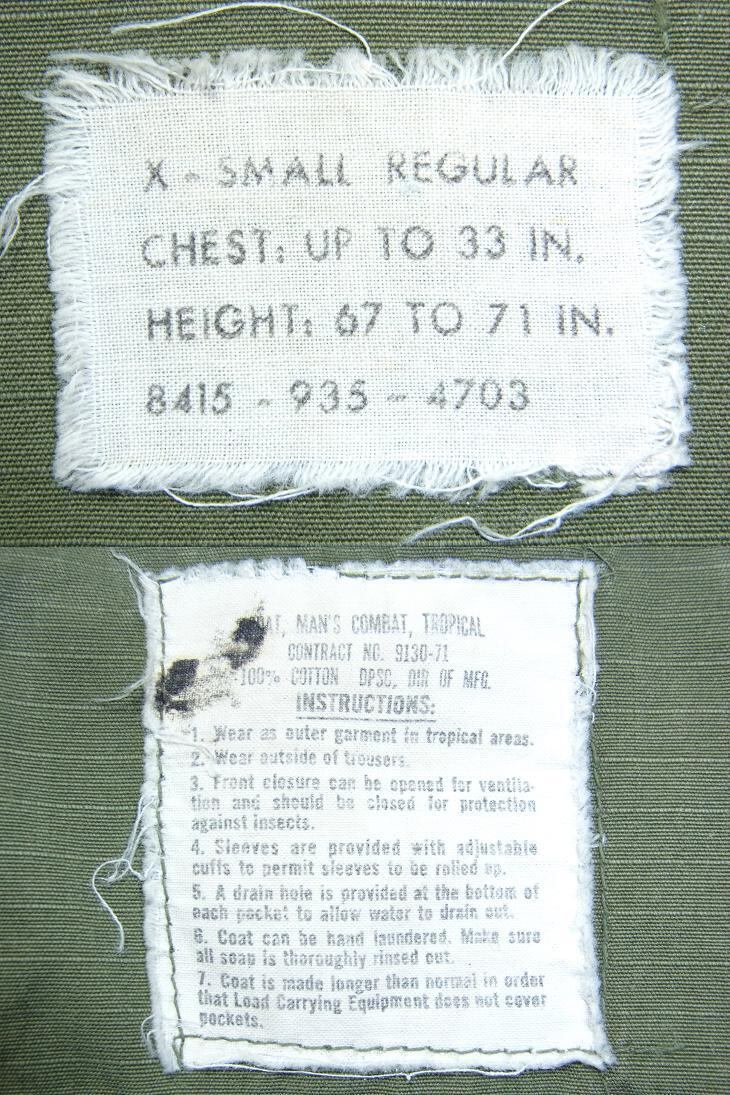 X - SMALL REGULAR
CHEST: UP TO 33 IN.
HEIGHT: 67 TO 71 IN.
8415 - 935 - 4703
MAN'S COMBAT, TROPICAL
CONTRACT NO. 9130-71
100% COTTON DPSC, DIR OF MFG.
INSTRUCTIONS:
1. Wear as outer garment in tropical areas.
2. Wear outside of trousers.
3. Front closure can be opened for ventila-
tion and should be closed for protection
against insects.
4. Sleeves are provided with adjustable
cuffs to permit sleeves to be rolled up.
5. A drain hole is provided at the bottom of
each pocket to allow water to drain out.
6. Coat can be hand laundered. Make sure
all soap is thoroughly rinsed out.
7. Coat is made longer than normal in order
that Load Carrying Equipment does not cover
pockets.